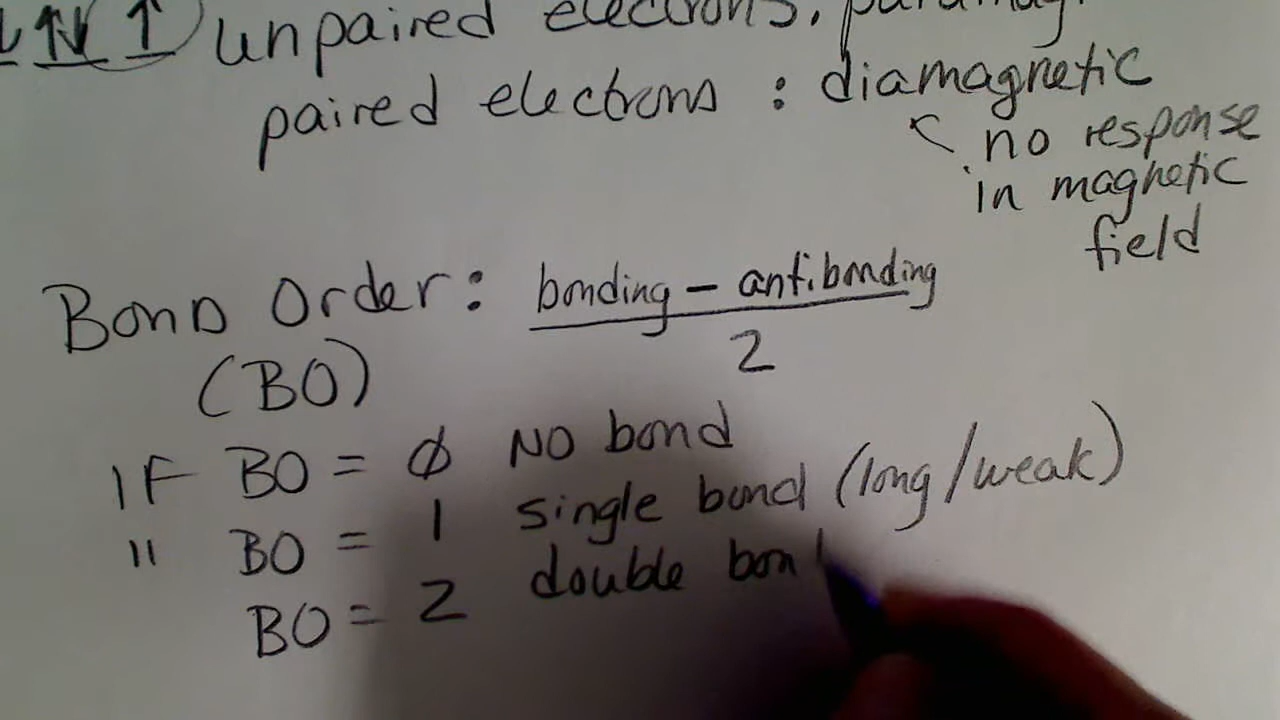 unpaired electrons.
paired electrons : diamagnetic
no response
in magnetic
field
Bond Order: bonding - antibonding
2
(BO)
IF BO = ϕ NO bond
" BO = 1 single bond (long/weak)
BO = 2 double bon